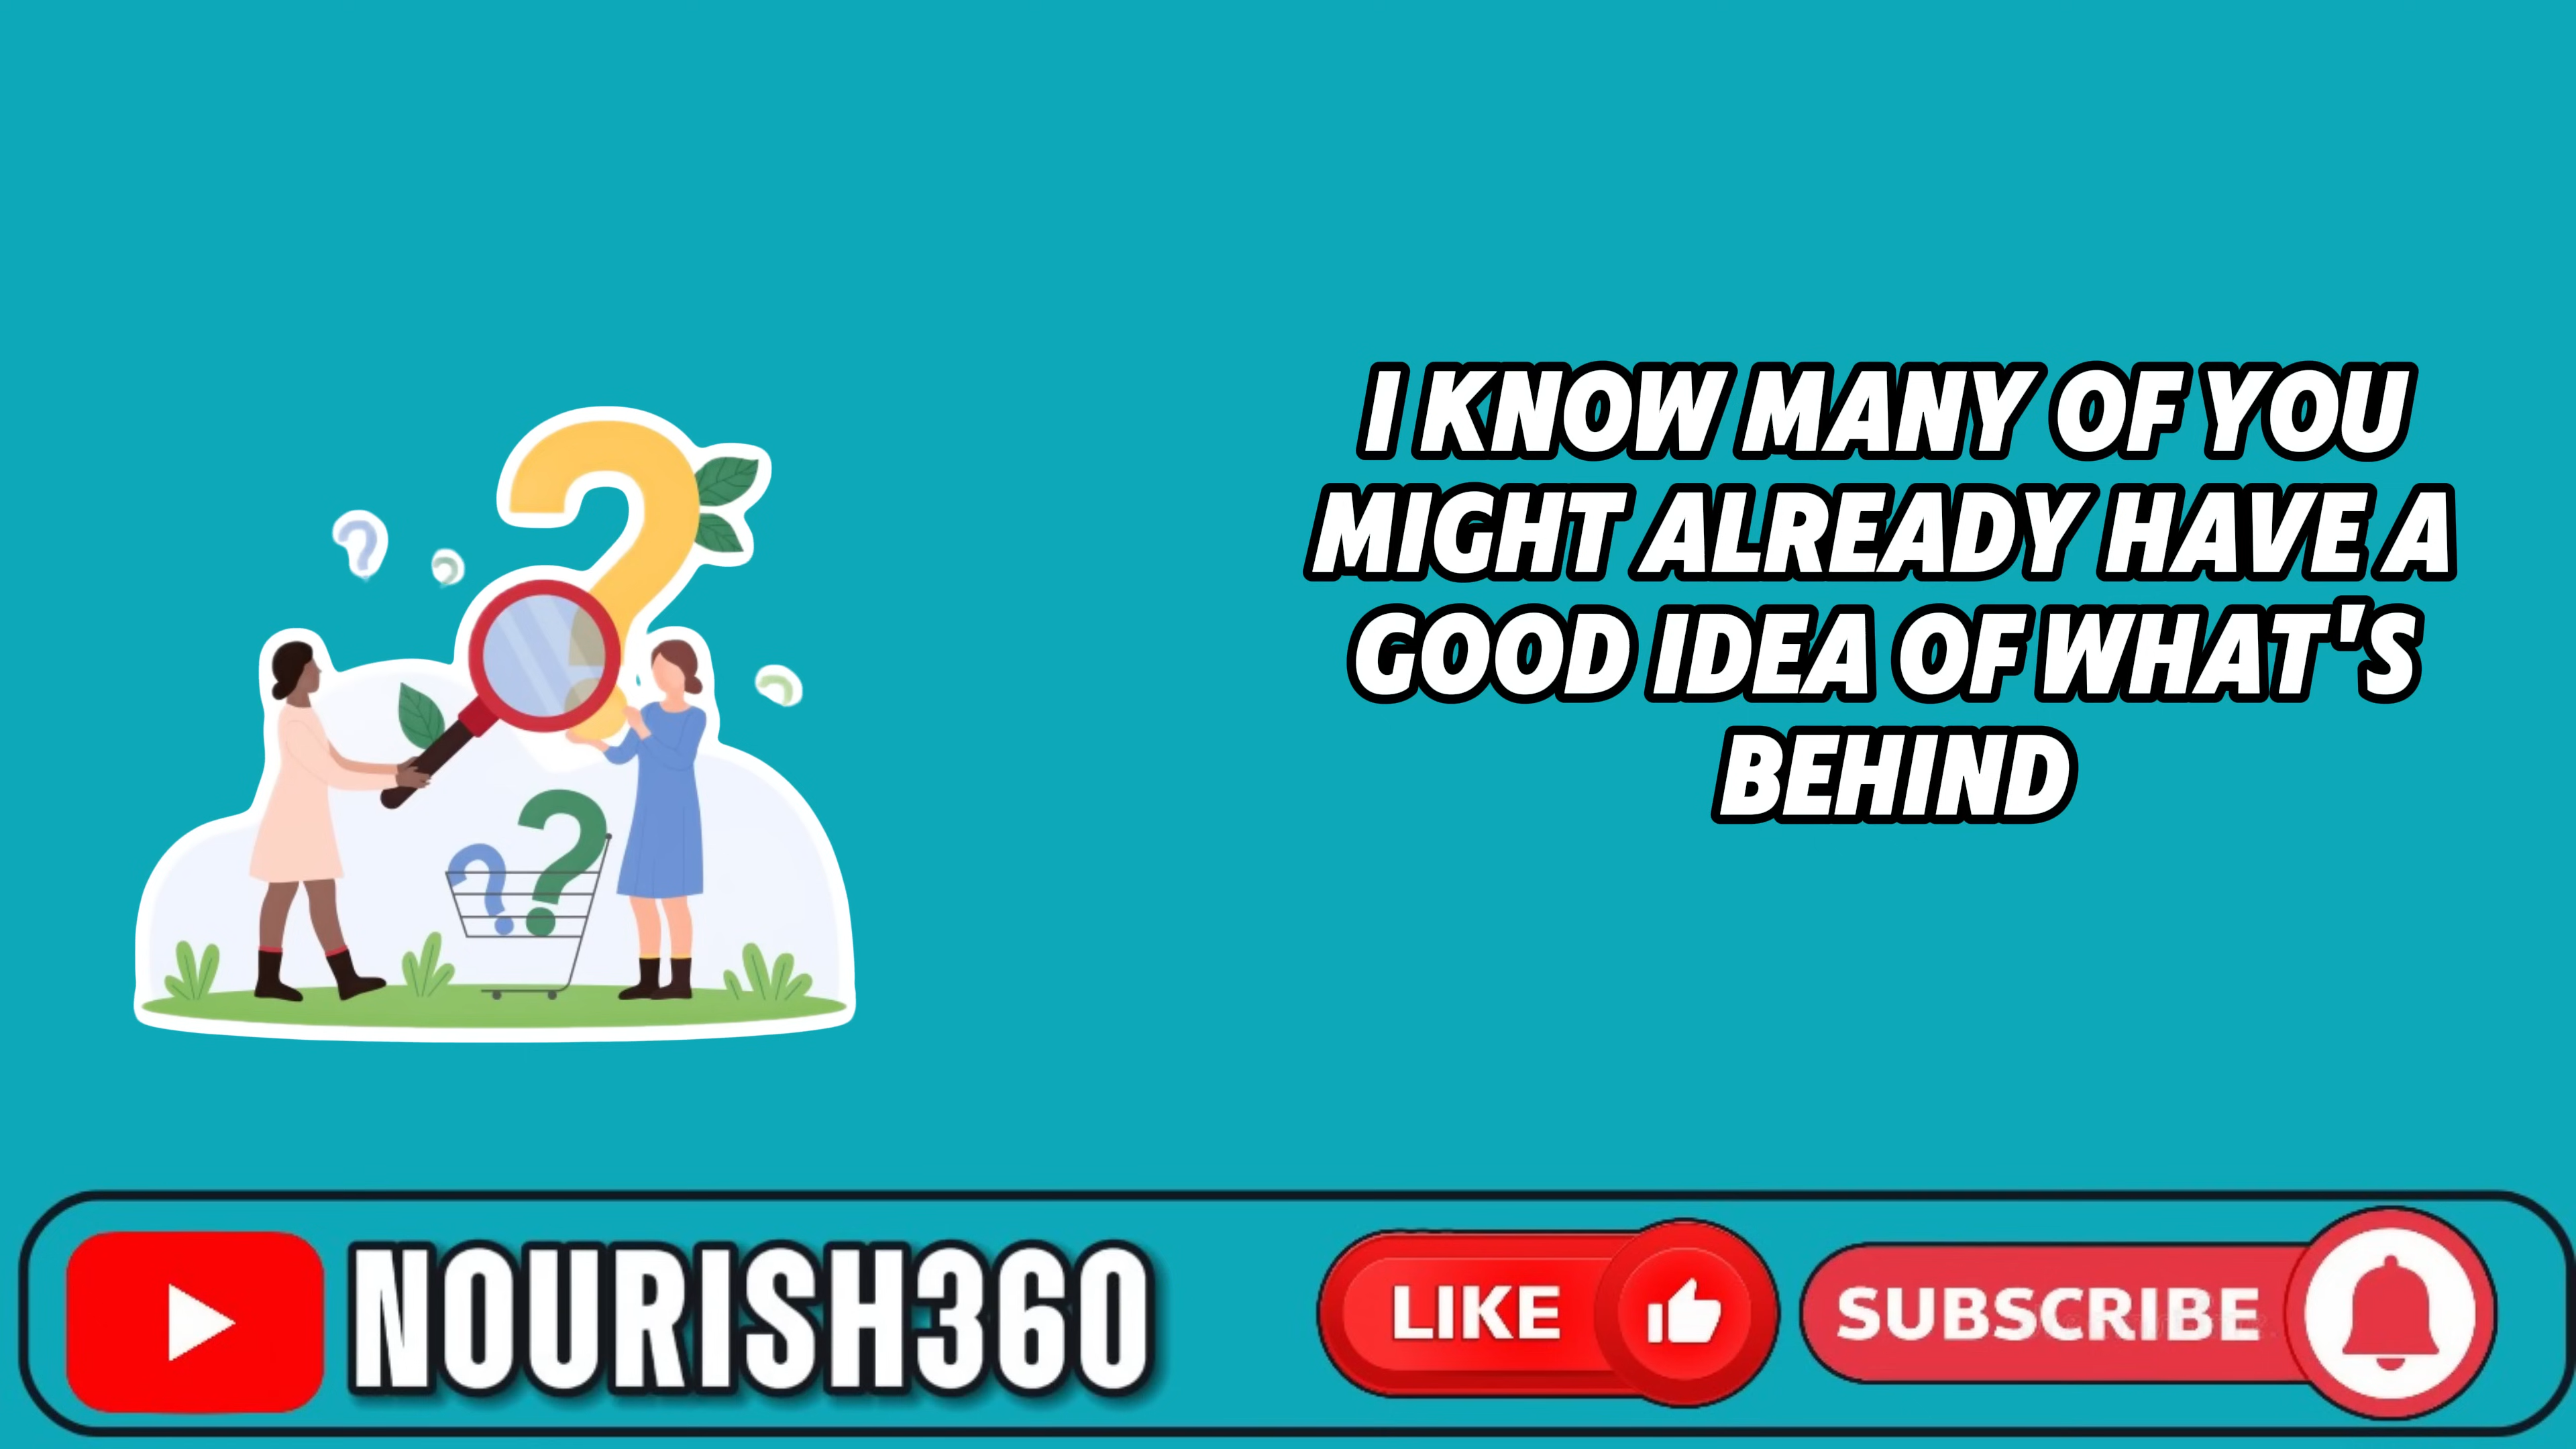 I KNOW MANY OF YOU
MIGHT ALREADY HAVE A
GOOD IDEA OF WHAT'S
BEHIND
NOURISH360
LIKE
SUBSCRIBE